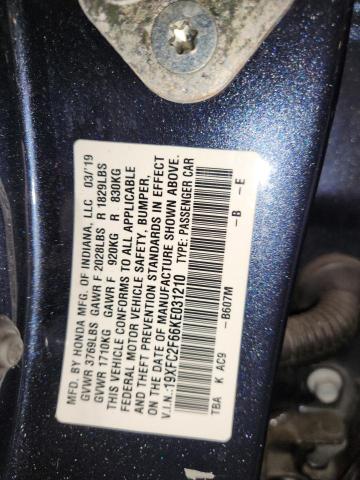 MFD. BY HONDA MFG. OF INDIANA, LLC 03/'19
GVWR 3769LBS GAWR F 2028LBS R 1829LBS
GVWR 1710KG GAWR F 920KG R 830KG
THIS VEHICLE CONFORMS TO ALL APPLICABLE
FEDERAL MOTOR VEHICLE SAFETY, BUMPER,
AND THEFT PREVENTION STANDARDS IN EFFECT
ON THE DATE OF MANUFACTURE SHOWN ABOVE.
V.I.N.: 19XFC2F66KE031210 TYPE: PASSENGER CAR
-B607M -B -E
TBA K AC9